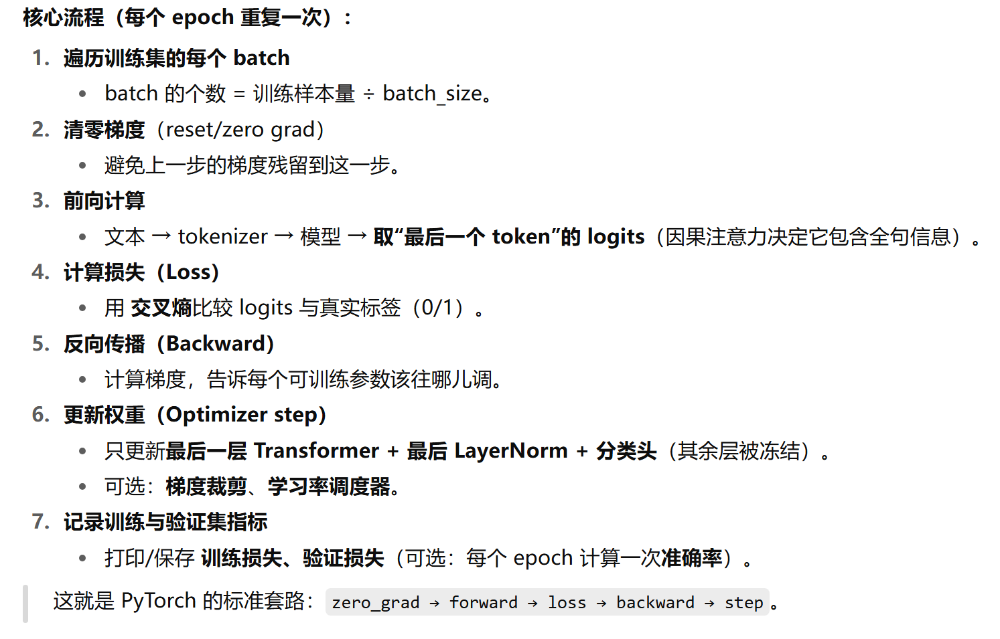 核心流程（每个 epoch 重复一次）：
1. 遍历训练集的每个 batch
• batch 的个数 = 训练样本量 ÷ batch_size。
2. 清零梯度（reset/zero grad）
• 避免上一步的梯度残留到这一步。
3. 前向计算
• 文本 → tokenizer → 模型 → 取“最后一个 token”的 logits（因果注意力决定它包含全句信息）。
4. 计算损失（Loss）
• 用 交叉熵比较 logits 与真实标签（0/1）。
5. 反向传播（Backward）
• 计算梯度，告诉每个可训练参数该往哪儿调。
6. 更新权重（Optimizer step）
• 只更新最后一层 Transformer + 最后 LayerNorm + 分类头（其余层被冻结）。
• 可选：梯度裁剪、学习率调度器。
7. 记录训练与验证集指标
• 打印/保存 训练损失、验证损失（可选：每个 epoch 计算一次准确率）。
这就是 PyTorch 的标准套路：zero_grad → forward → loss → backward → step。